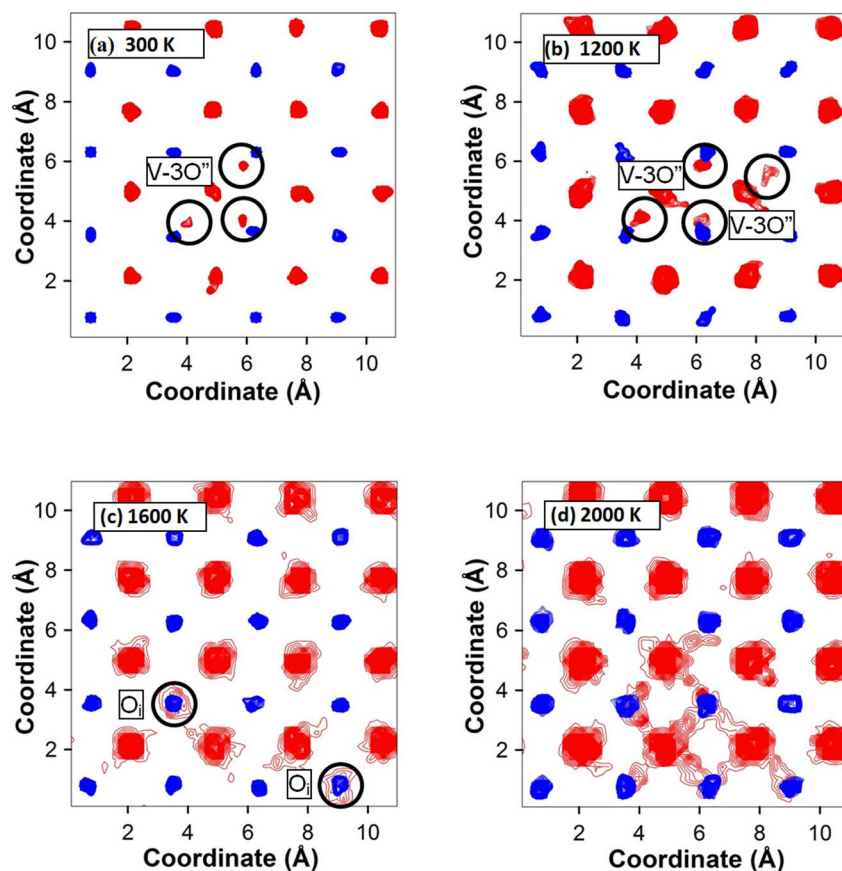 (a) 300 K
10
8
6
4
2
Coordinate (Å)
V-3O”
2 4 6 8 10
Coordinate (Å)
(b) 1200 K
10
8
6
4
2
Coordinate (Å)
V-3O”
V-3O”
2 4 6 8 10
Coordinate (Å)
(c) 1600 K
10
8
6
4
2
Coordinate (Å)
Oi
Oi
2 4 6 8 10
Coordinate (Å)
(d) 2000 K
10
8
6
4
2
Coordinate (Å)
2 4 6 8 10
Coordinate (Å)